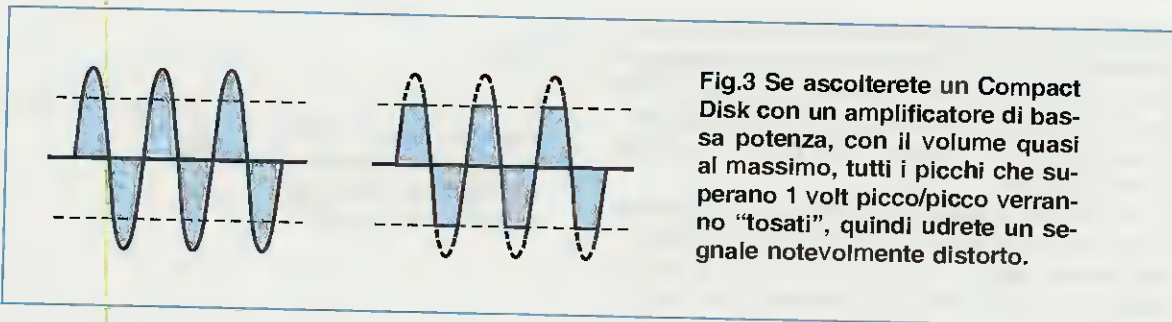 Fig.3 Se ascolterete un Compact
Disk con un amplificatore di bas-
sa potenza, con il volume quasi
al massimo, tutti i picchi che su-
perano 1 volt picco/picco verran-
no “tosati”, quindi udrete un se-
gnale notevolmente distorto.